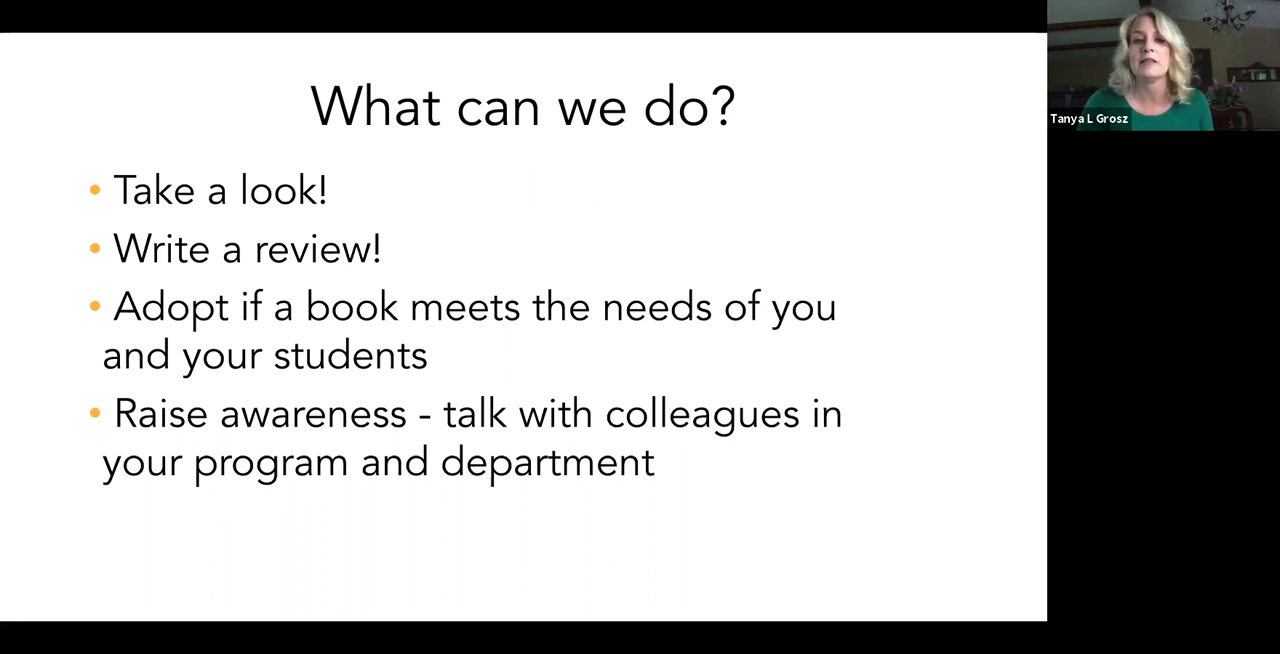 What can we do?
• Take a look!
• Write a review!
• Adopt if a book meets the needs of you
and your students
• Raise awareness - talk with colleagues in
your program and department
Tanya L Grosz